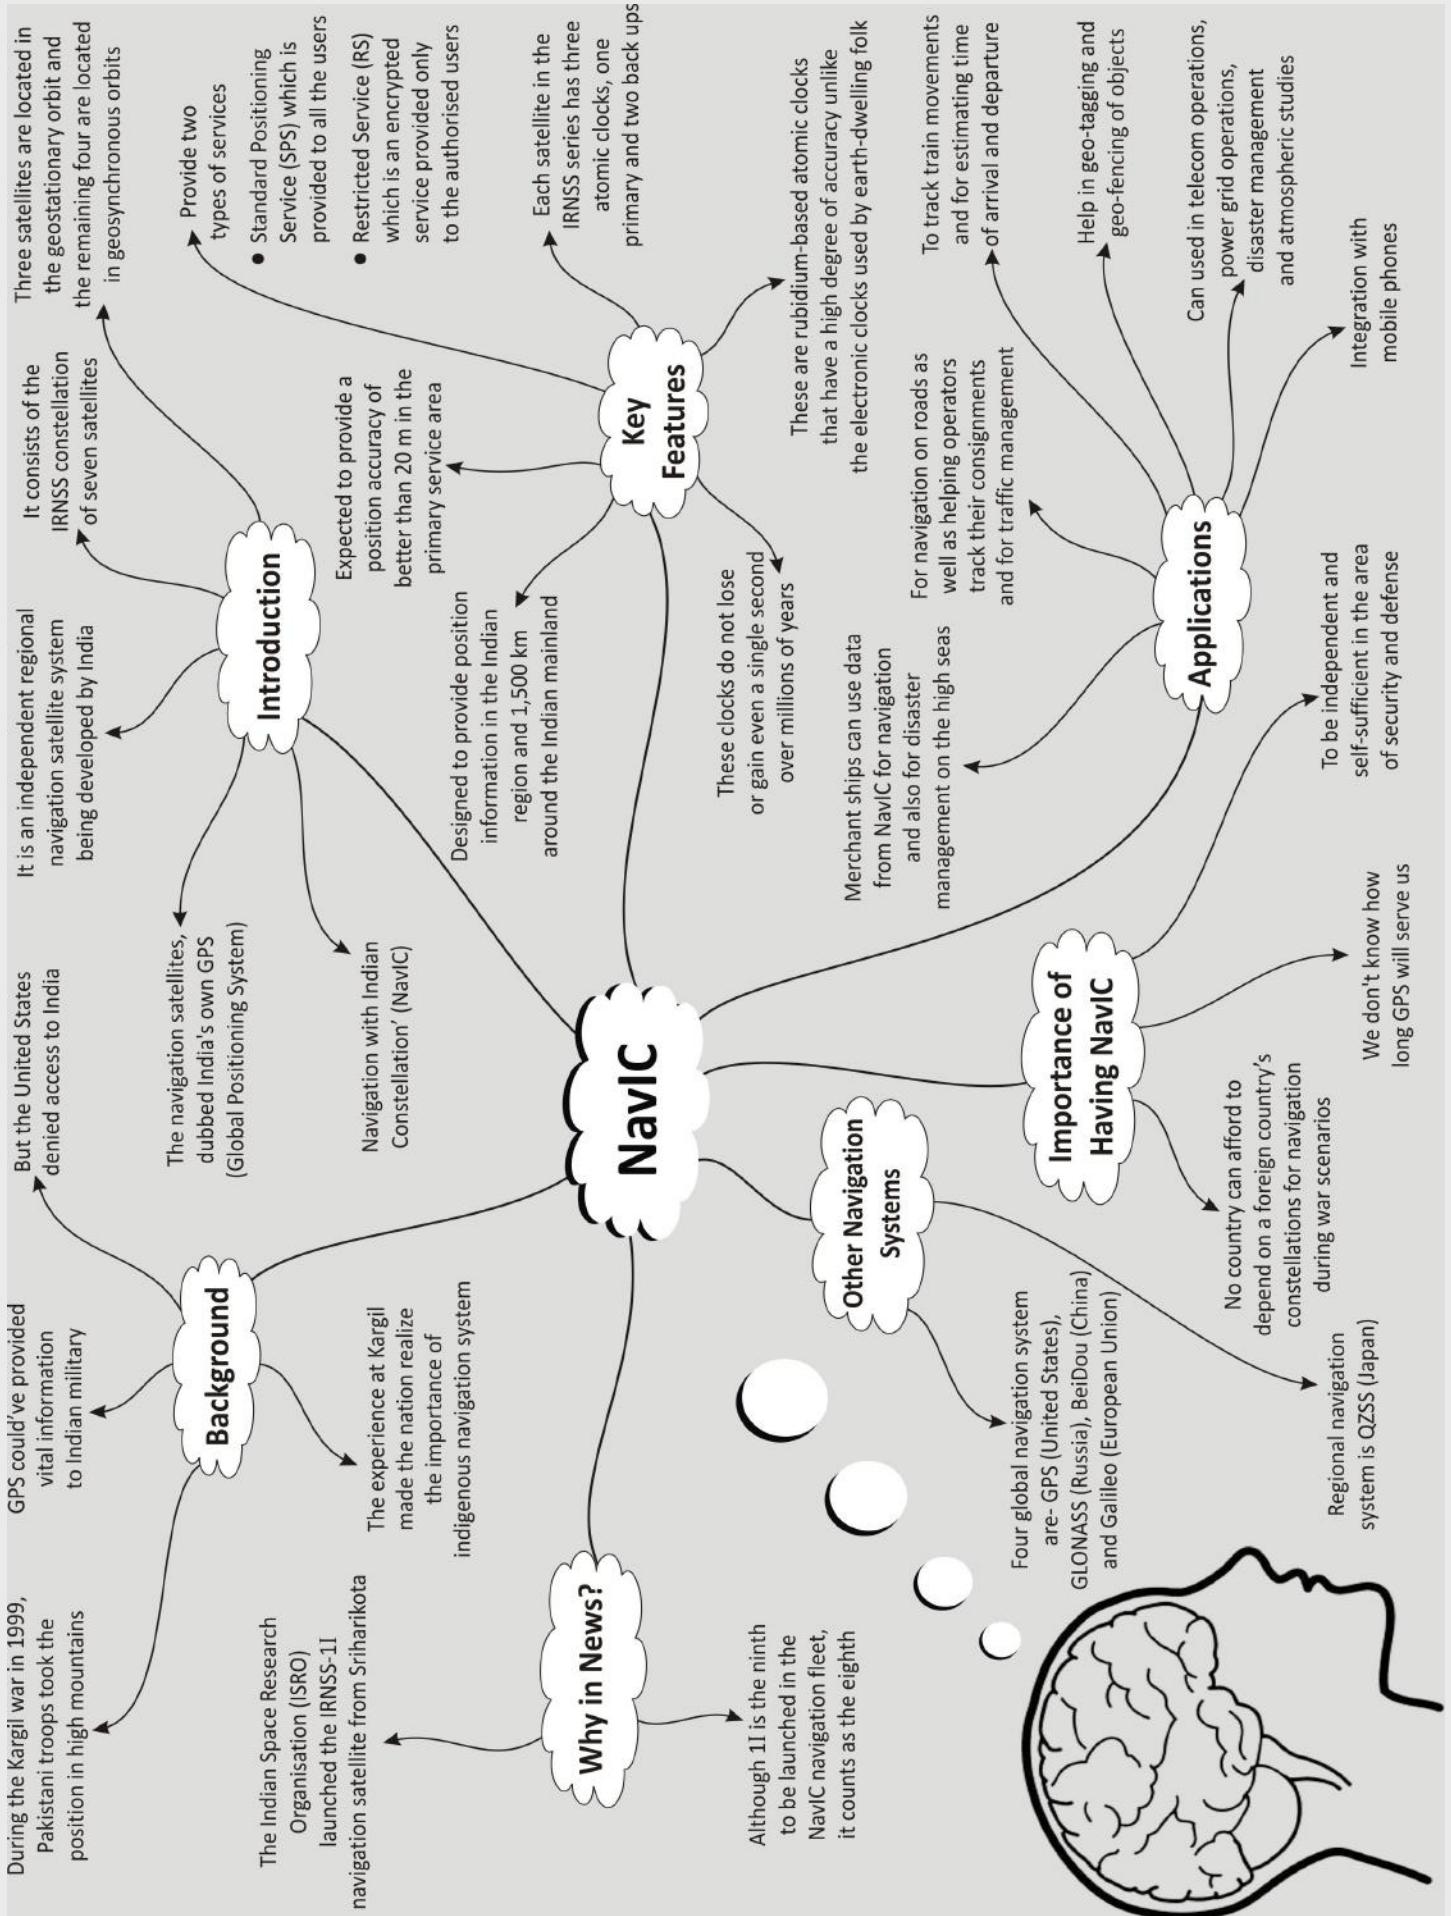 NavIC
Background
During the Kargil war in 1999,
Pakistani troops took the
position in high mountains
GPS could've provided
vital information
to Indian military
But the United States
denied access to India
The experience at Kargil
made the nation realize
the importance of
indigenous navigation system
Introduction
The navigation satellites,
dubbed India's own GPS
(Global Positioning System)
Navigation with Indian
Constellation' (NavIC)
It is an independent regional
navigation satellite system
being developed by India
It consists of the
IRNSS constellation
of seven satellites
Three satellites are located in
the geostationary orbit and
the remaining four are located
in geosynchronous orbits
Key
Features
Designed to provide position
information in the Indian
region and 1,500 km
around the Indian mainland
Expected to provide a
position accuracy of
better than 20 m in the
primary service area
Provide two
types of services
● Standard Positioning
Service (SPS) which is
provided to all the users
● Restricted Service (RS)
which is an encrypted
service provided only
to the authorised users
Each satellite in the
IRNSS series has three
atomic clocks, one
primary and two back ups
These are rubidium-based atomic clocks
that have a high degree of accuracy unlike
the electronic clocks used by earth-dwelling folk
These clocks do not lose
or gain even a single second
over millions of years
Applications
Merchant ships can use data
from NavIC for navigation
and also for disaster
management on the high seas
For navigation on roads as
well as helping operators
track their consignments
and for traffic management
To track train movements
and for estimating time
of arrival and departure
Help in geo-tagging and
geo-fencing of objects
Can used in telecom operations,
power grid operations,
disaster management
and atmospheric studies
Integration with
mobile phones
Importance of
Having NavIC
To be independent and
self-sufficient in the area
of security and defense
We don't know how
long GPS will serve us
No country can afford to
depend on a foreign country's
constellations for navigation
during war scenarios
Other Navigation
Systems
Four global navigation system
are- GPS (United States),
GLONASS (Russia), BeiDou (China)
and Galileo (European Union)
Regional navigation
system is QZSS (Japan)
Why in News?
The Indian Space Research
Organisation (ISRO)
launched the IRNSS-1I
navigation satellite from Sriharikota
Although 1I is the ninth
to be launched in the
NavIC navigation fleet,
it counts as the eighth